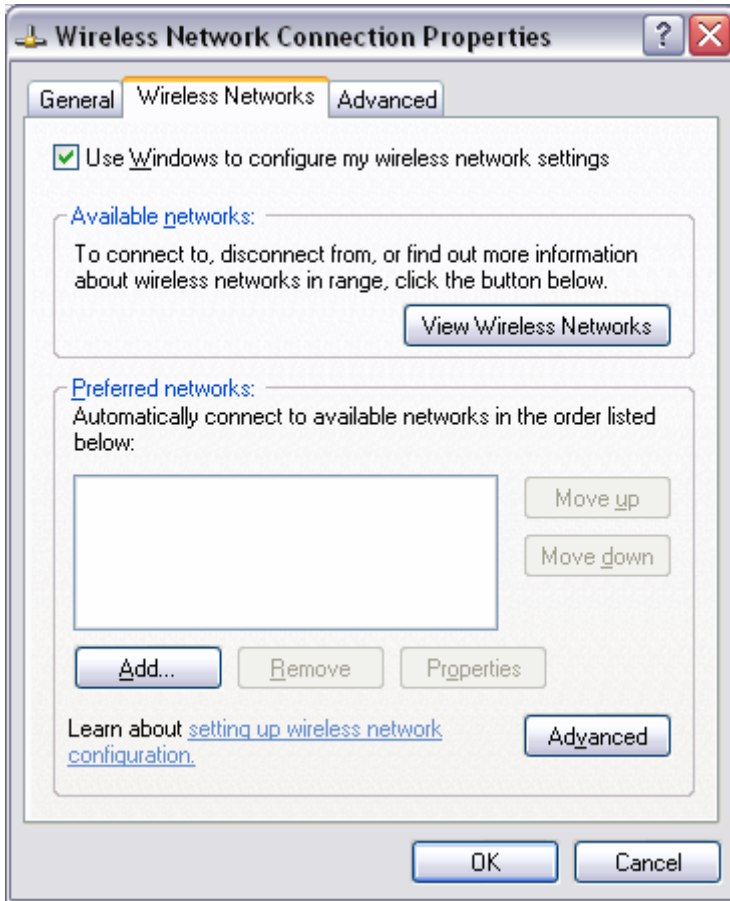 Wireless Network Connection Properties
General Wireless Networks Advanced
Use Windows to configure my wireless network settings
Available networks:
To connect to, disconnect from, or find out more information
about wireless networks in range, click the button below.
View Wireless Networks
Preferred networks:
Automatically connect to available networks in the order listed
below:
Move up
Move down
Add... Remove Properties
Learn about setting up wireless network
configuration.
Advanced
OK Cancel